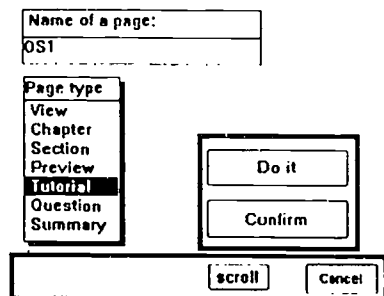 Name of a page:
OS1
Page type
View
Chapter
Section
Preview
Tutorial
Question
Summary
Do it
Confirm
scroll
Cancel